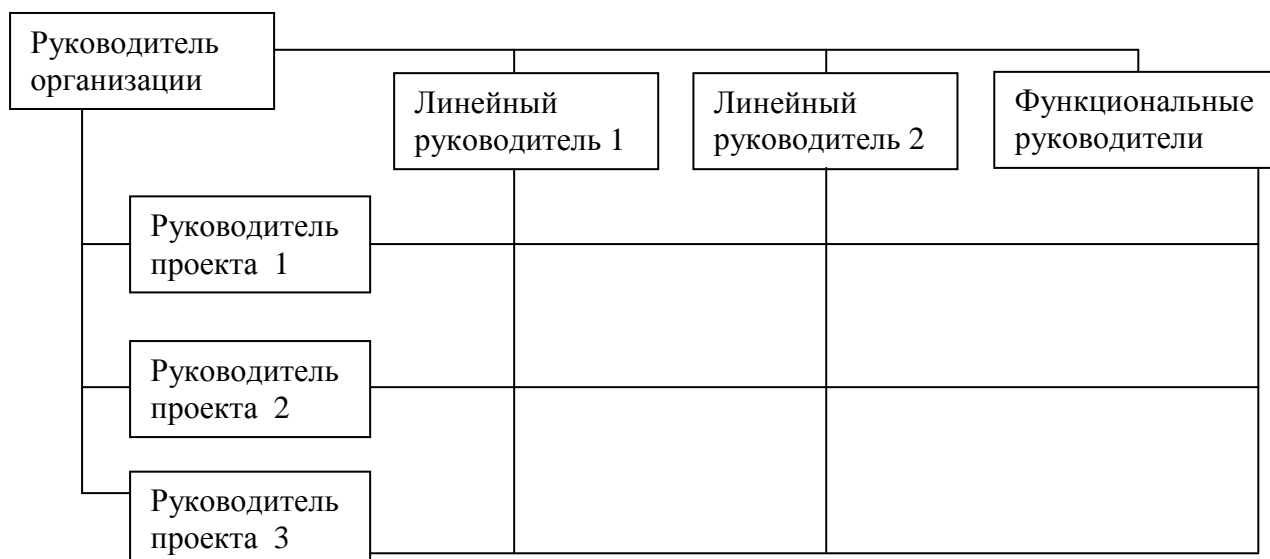 Руководитель
организации
Линейный
руководитель 1
Линейный
руководитель 2
Функциональные
руководители
Руководитель
проекта  1
Руководитель
проекта  2
Руководитель
проекта  3